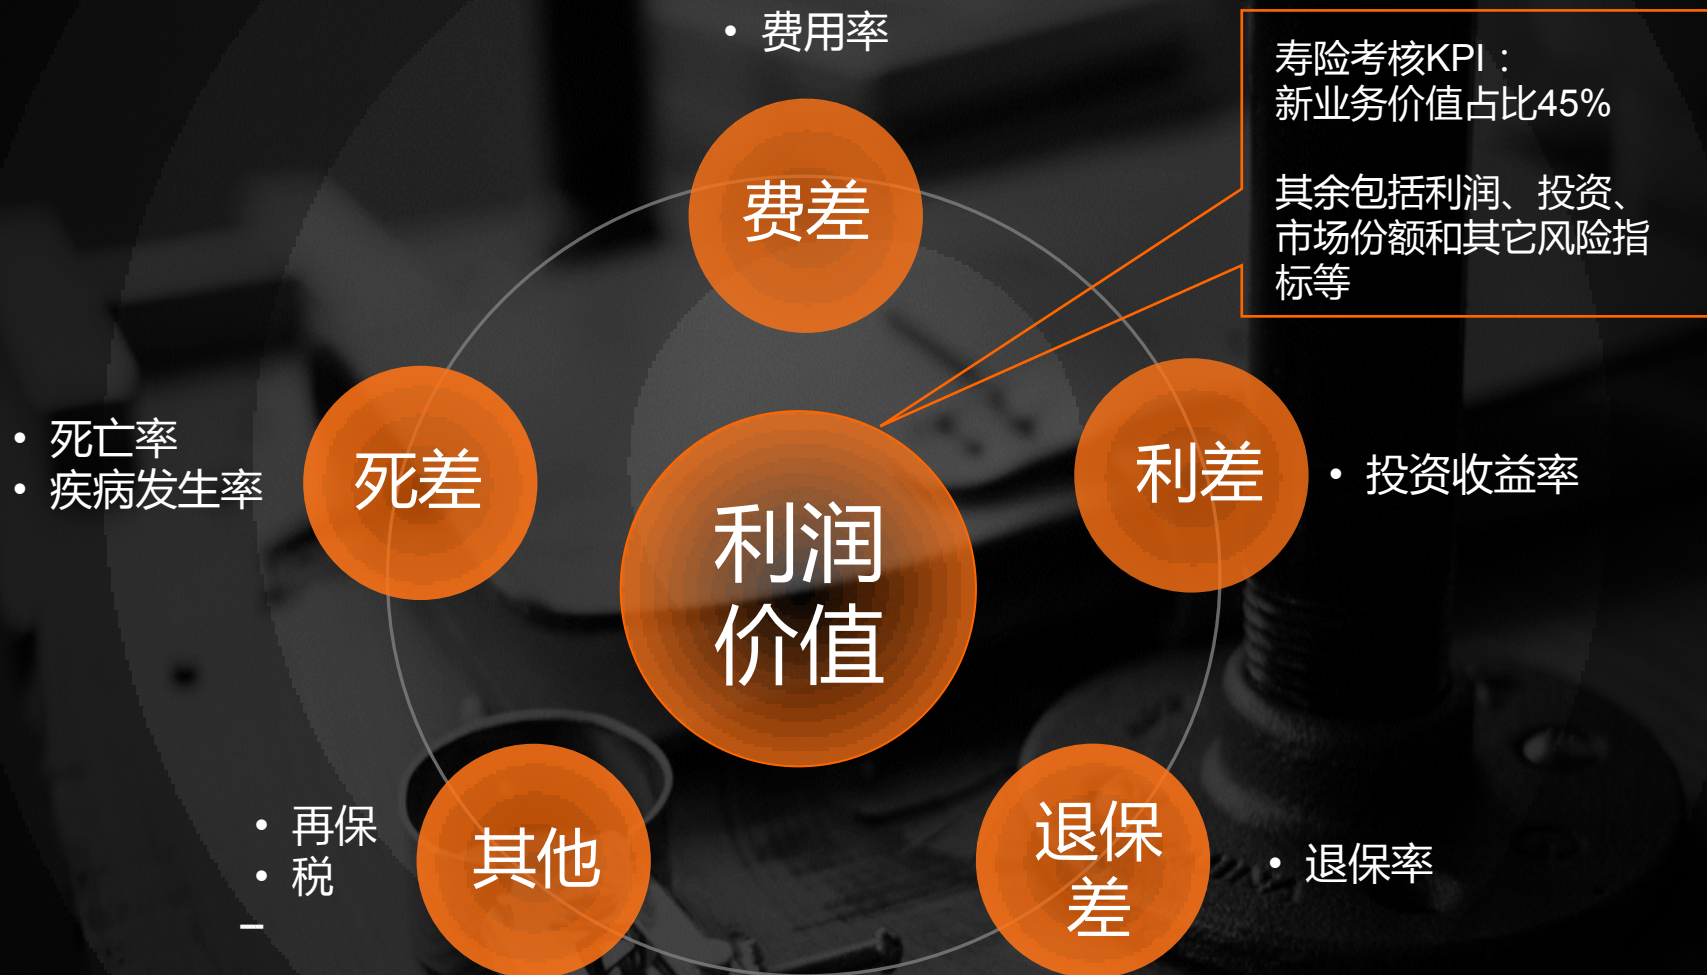 • 费用率
寿险考核KPI：
新业务价值占比45%
其余包括利润、投资、
市场份额和其它风险指
标等
费差
• 死亡率
• 疾病发生率
死差
利差
• 投资收益率
利润
价值
• 再保
• 税
–
其他
退保
差
• 退保率